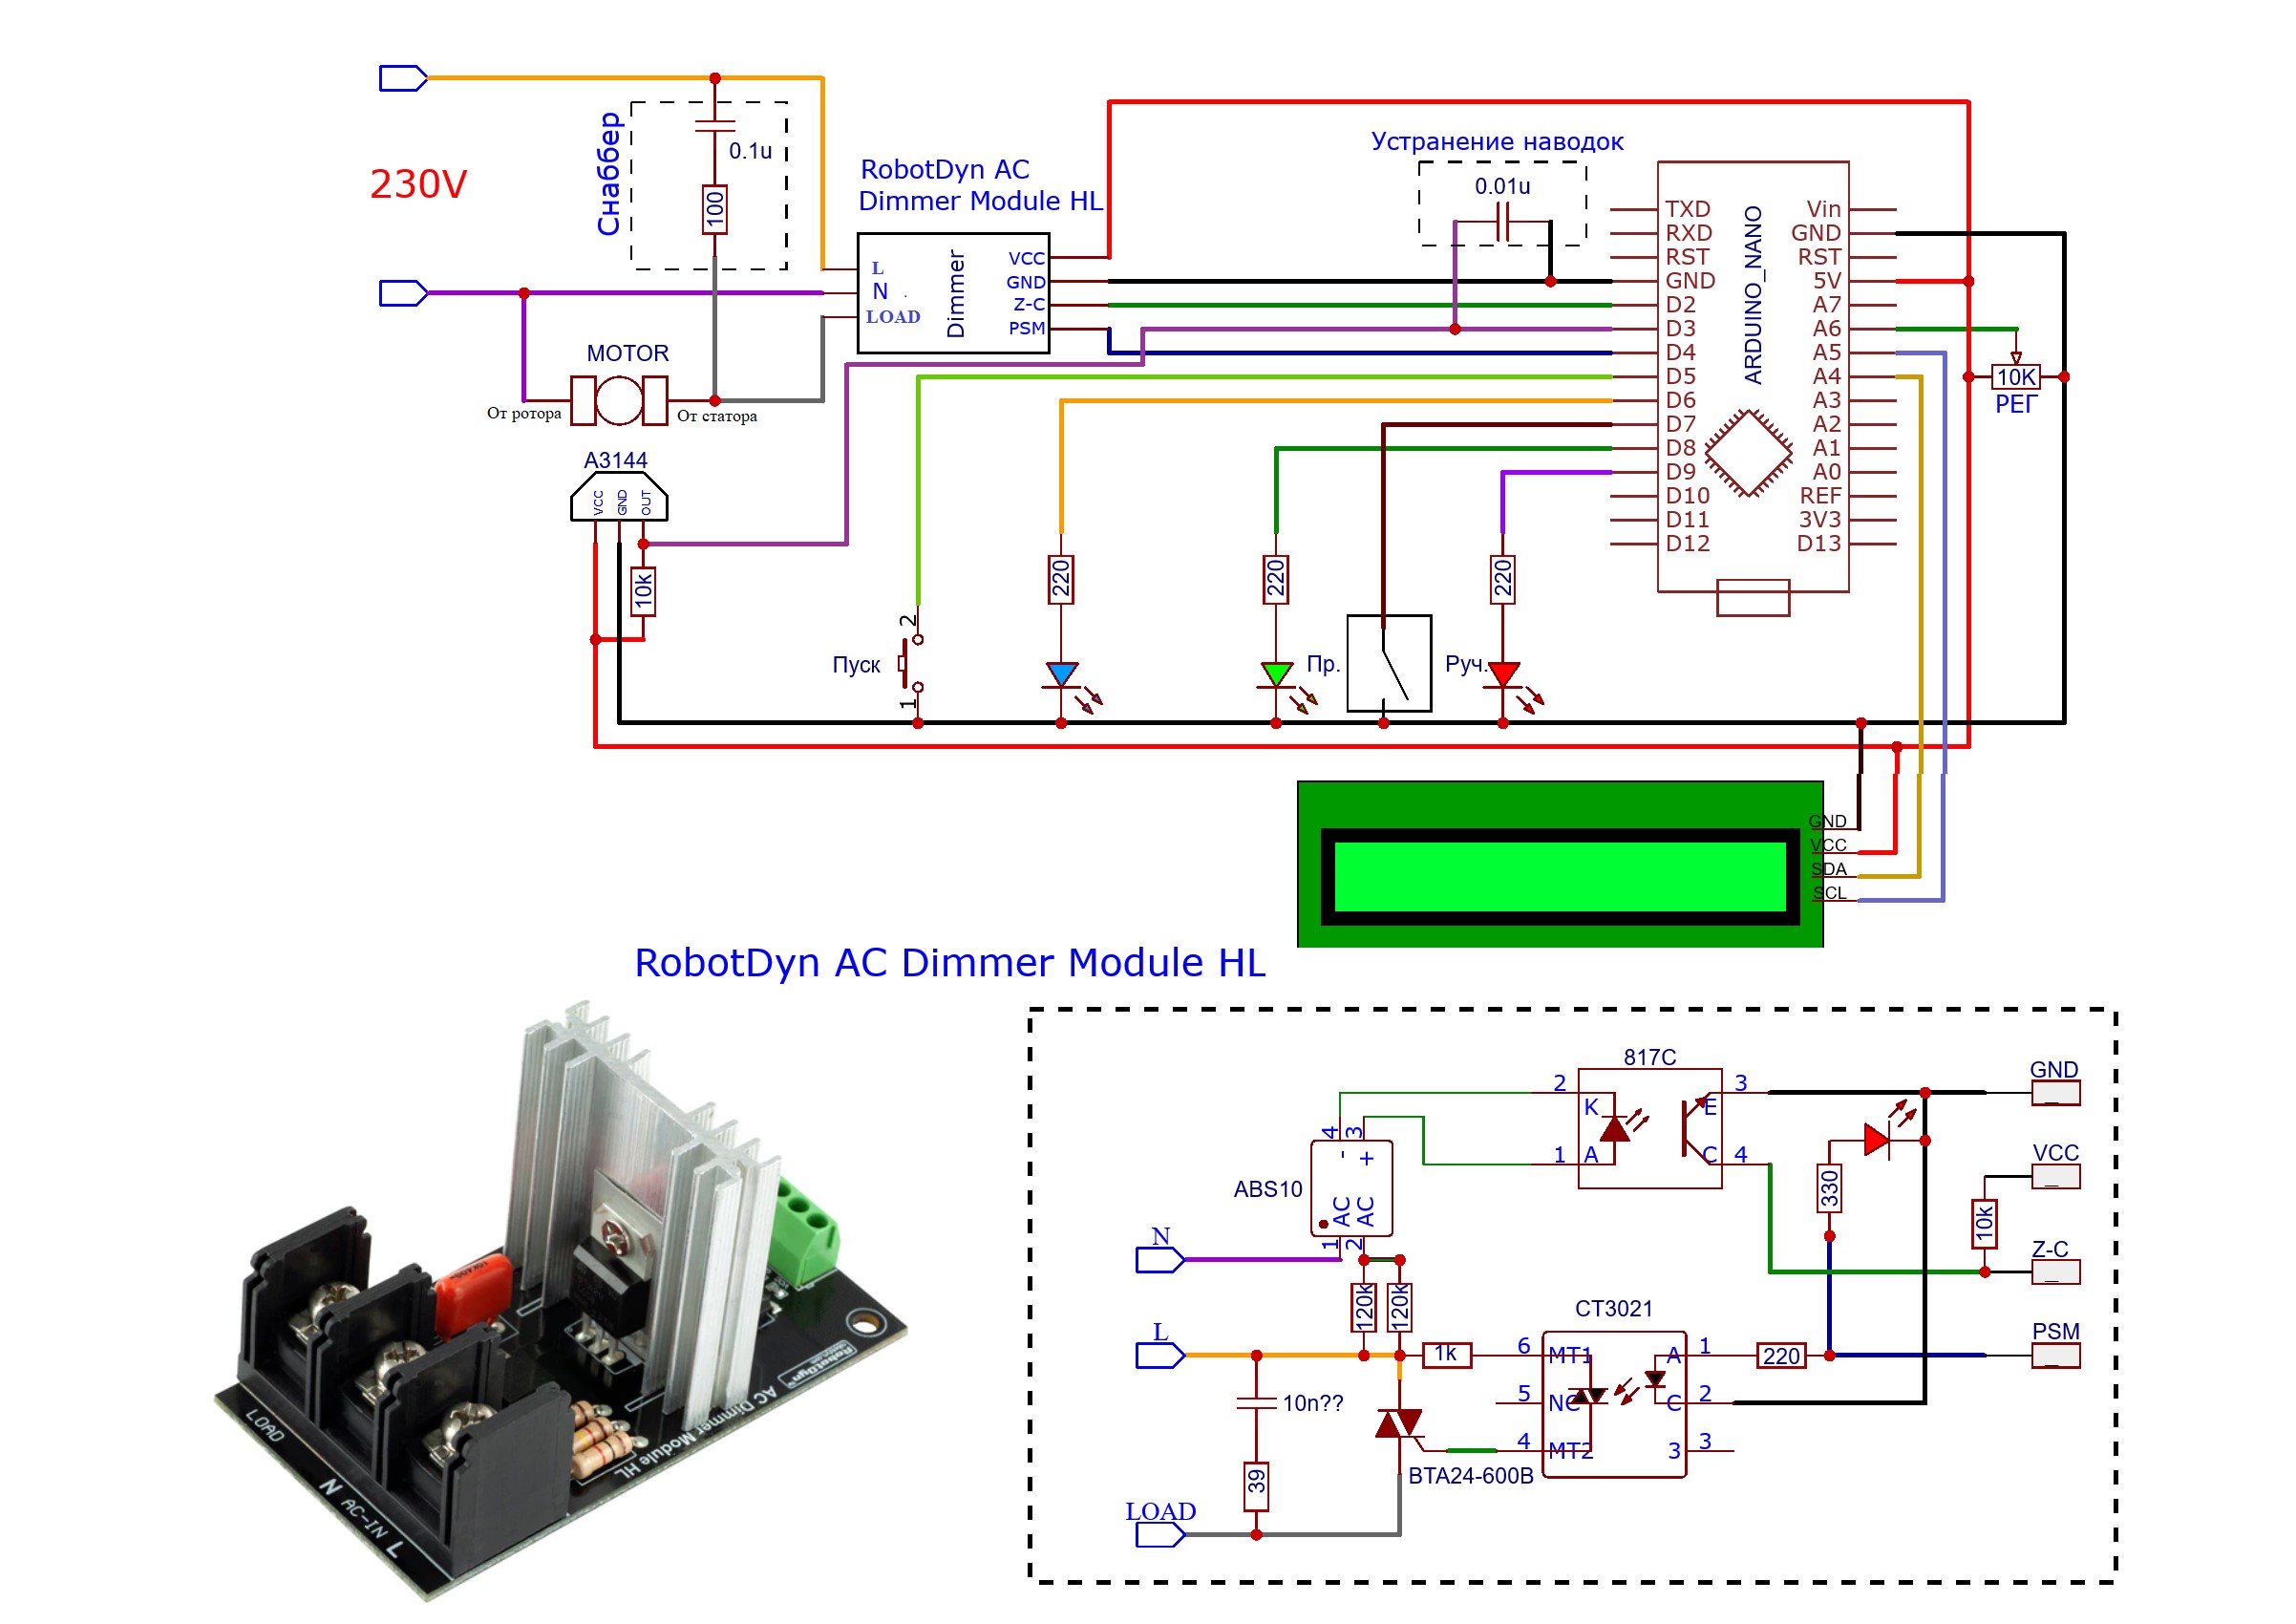 230V
Снаббер
0.1u
100
RobotDyn AC
Dimmer Module HL
L
N
LOAD
Dimmer
VCC
GND
Z-C
PSM
MOTOR
От ротора
От статора
A3144
VCC
GND
OUT
10k
Устранение наводок
0.01u
ARDUINO_NANO
TXD
RXD
RST
GND
D2
D3
D4
D5
D6
D7
D8
D9
D10
D11
D12
Vin
GND
RST
5V
A7
A6
A5
A4
A3
A2
A1
A0
REF
3V3
D13
10K
РЕГ
2
Пуск
1
220
220
Пр.
Руч.
220
GND
VCC
SDA
SCL
RobotDyn AC Dimmer Module HL
LOAD
N AC-IN L
AC Dimmer Module HL
RobotDyn
817C
2
K
1
A
3
E
4
C
GND
VCC
10k
Z-C
PSM
330
4
3
-
+
ABS10
AC
AC
1
2
N
120k
120k
L
1k
CT3021
6
MT1
5
NC
4
MT2
A
1
C
2
3
3
220
10n??
39
BTA24-600B
LOAD